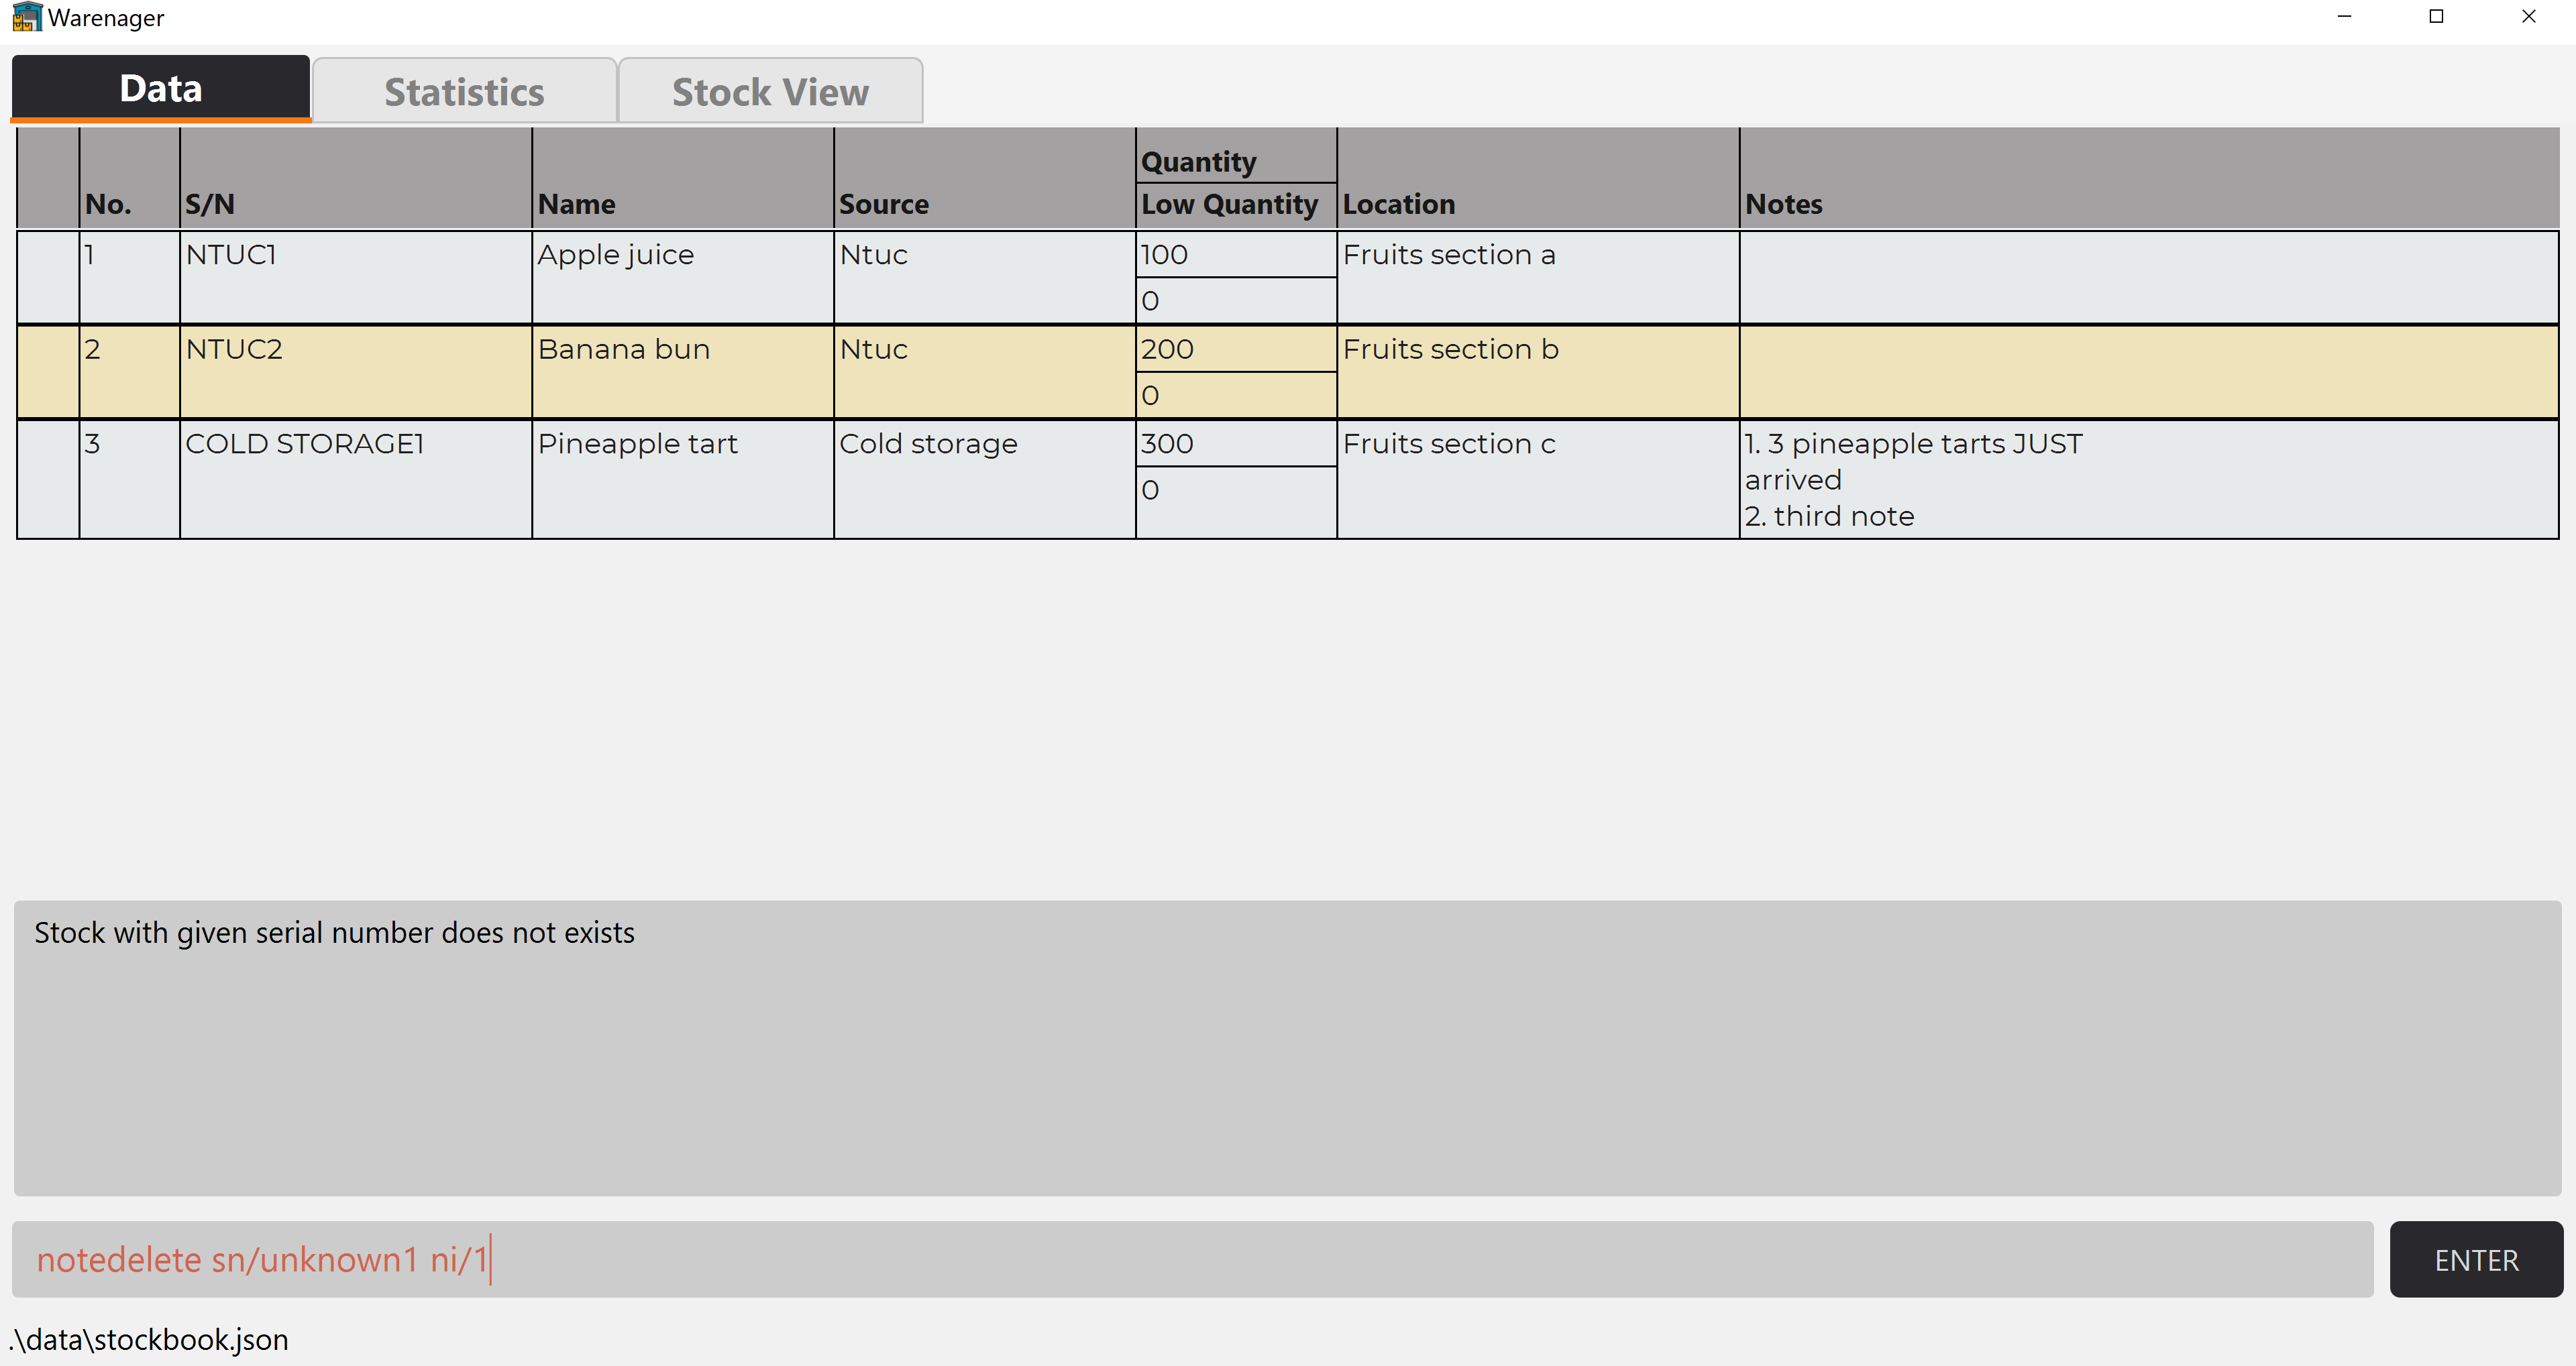 Warenager
Data Statistics Stock View
Quantity
No. S/N Name Source Low Quantity Location Notes
1 NTUC1 Apple juice Ntuc 100 Fruits section a
0
2 NTUC2 Banana bun Ntuc 200 Fruits section b
0
3 COLD STORAGE1 Pineapple tart Cold storage 300 Fruits section c 1. 3 pineapple tarts JUST
arrived
0
2. third note
Stock with given serial number does not exists
notedelete sn/unknown1 ni/1 ENTER
.\data\stockbook.json